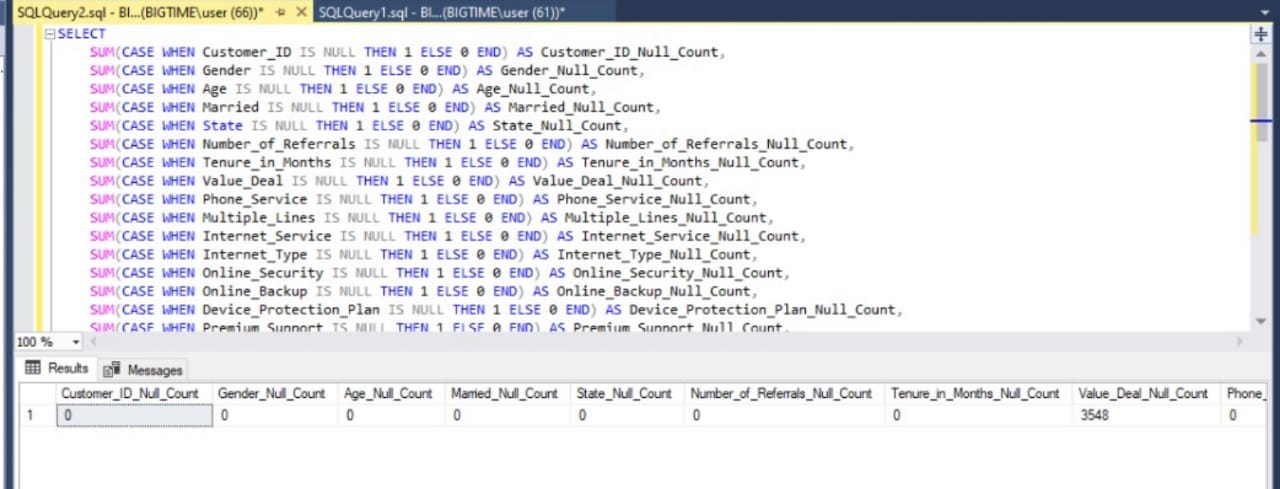 SQLQuery2.sql - BI...(BIGTIME\user (66))* SQLQuery1.sql - BI...(BIGTIME\user (61))*
SELECT
SUM(CASE WHEN Customer_ID IS NULL THEN 1 ELSE 0 END) AS Customer_ID_Null_Count,
SUM(CASE WHEN Gender IS NULL THEN 1 ELSE 0 END) AS Gender_Null_Count,
SUM(CASE WHEN Age IS NULL THEN 1 ELSE 0 END) AS Age_Null_Count,
SUM(CASE WHEN Married IS NULL THEN 1 ELSE 0 END) AS Married_Null_Count,
SUM(CASE WHEN State IS NULL THEN 1 ELSE 0 END) AS State_Null_Count,
SUM(CASE WHEN Number_of_Referrals IS NULL THEN 1 ELSE 0 END) AS Number_of_Referrals_Null_Count,
SUM(CASE WHEN Tenure_in_Months IS NULL THEN 1 ELSE 0 END) AS Tenure_in_Months_Null_Count,
SUM(CASE WHEN Value_Deal IS NULL THEN 1 ELSE 0 END) AS Value_Deal_Null_Count,
SUM(CASE WHEN Phone_Service IS NULL THEN 1 ELSE 0 END) AS Phone_Service_Null_Count,
SUM(CASE WHEN Multiple_Lines IS NULL THEN 1 ELSE 0 END) AS Multiple_Lines_Null_Count,
SUM(CASE WHEN Internet_Service IS NULL THEN 1 ELSE 0 END) AS Internet_Service_Null_Count,
SUM(CASE WHEN Internet_Type IS NULL THEN 1 ELSE 0 END) AS Internet_Type_Null_Count,
SUM(CASE WHEN Online_Security IS NULL THEN 1 ELSE 0 END) AS Online_Security_Null_Count,
SUM(CASE WHEN Online_Backup IS NULL THEN 1 ELSE 0 END) AS Online_Backup_Null_Count,
SUM(CASE WHEN Device_Protection_Plan IS NULL THEN 1 ELSE 0 END) AS Device_Protection_Plan_Null_Count,
SUM(CASE WHEN Premium_Support IS NULL THEN 1 ELSE 0 END) AS Premium_Support_Null_Count,
100 %
Results Messages
Customer_ID_Null_Count Gender_Null_Count Age_Null_Count Married_Null_Count State_Null_Count Number_of_Referrals_Null_Count Tenure_in_Months_Null_Count Value_Deal_Null_Count Phone_
1 0 0 0 0 0 0 0 3548 0